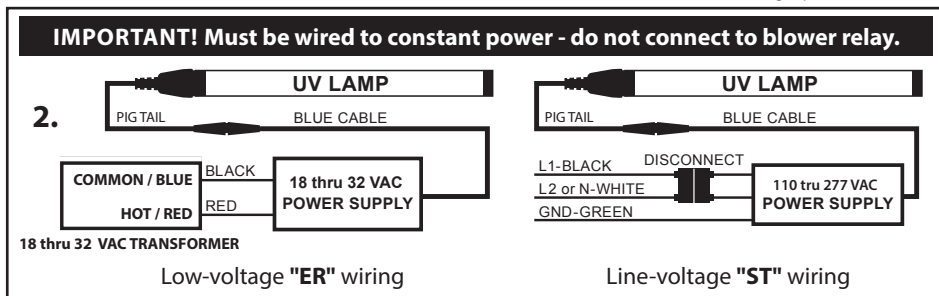 IMPORTANT! Must be wired to constant power - do not connect to blower relay.
2.
UV LAMP
PIG TAIL
BLUE CABLE
COMMON / BLUE
BLACK
HOT / RED
RED
18 thru 32 VAC
POWER SUPPLY
18 thru 32 VAC TRANSFORMER
Low-voltage "ER" wiring
UV LAMP
PIG TAIL
BLUE CABLE
L1-BLACK
DISCONNECT
L2 or N-WHITE
GND-GREEN
110 tru 277 VAC
POWER SUPPLY
Line-voltage "ST" wiring